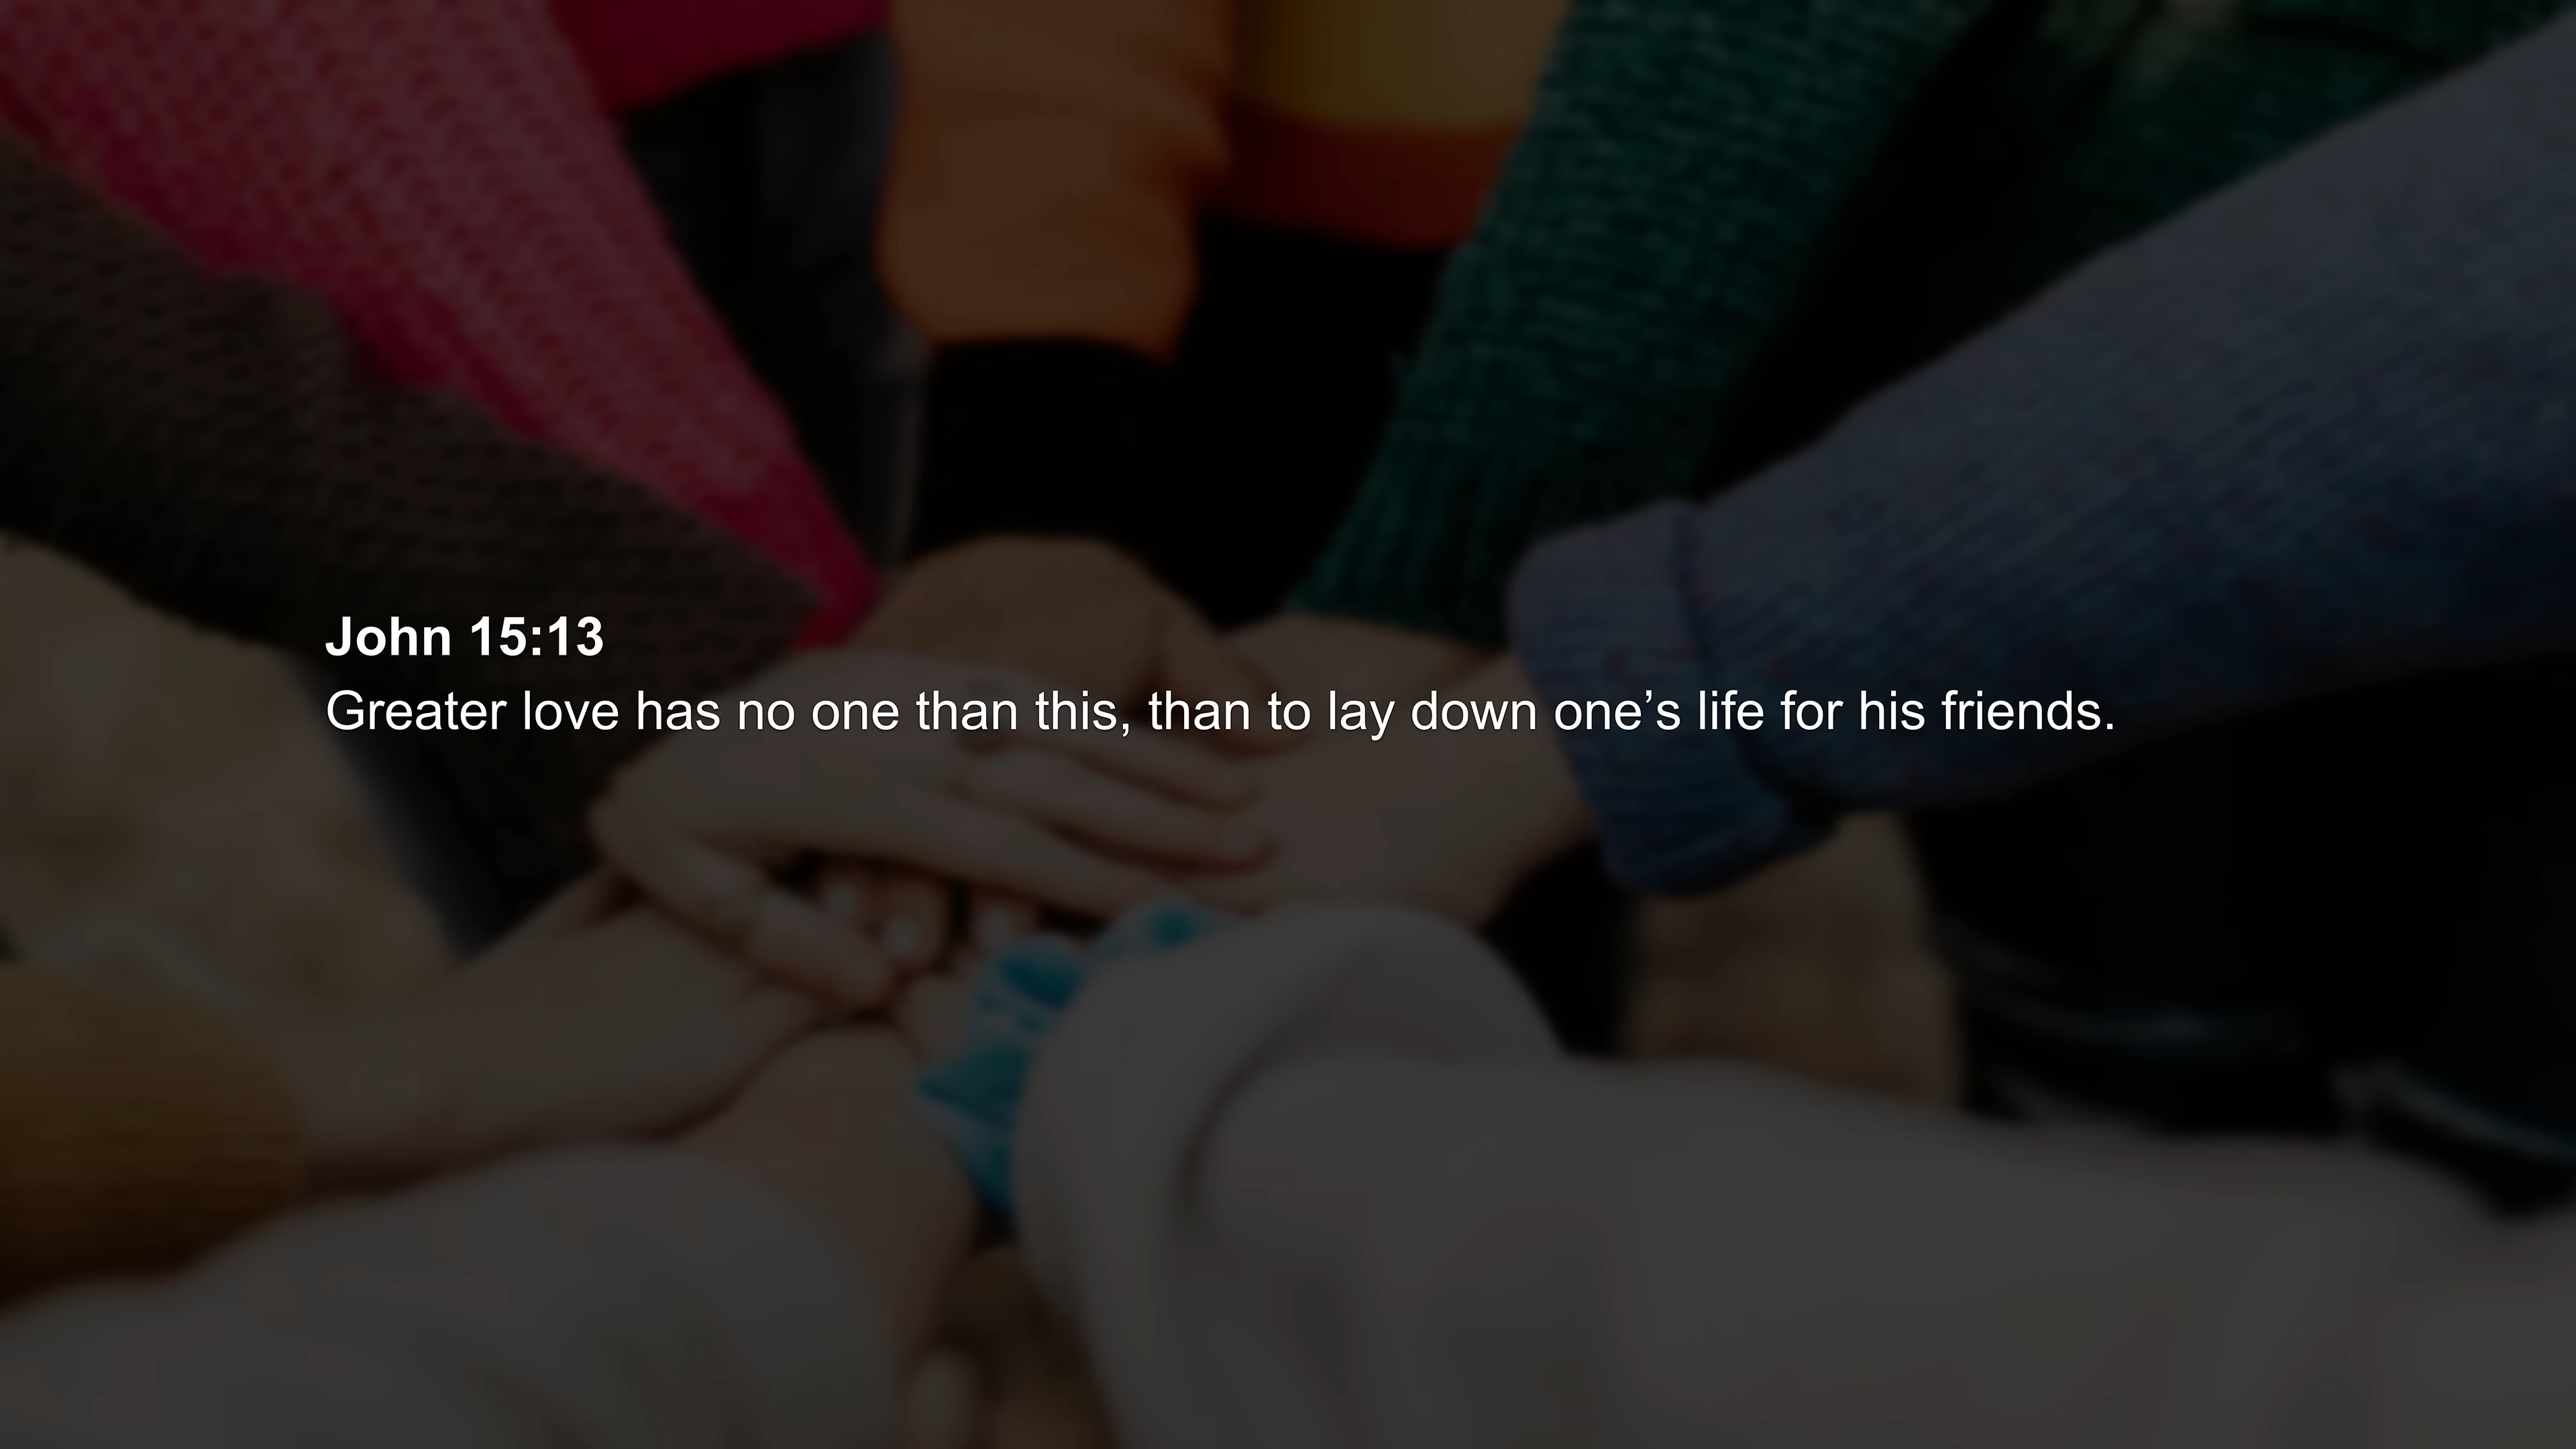 John 15:13
Greater love has no one than this, than to lay down one’s life for his friends.